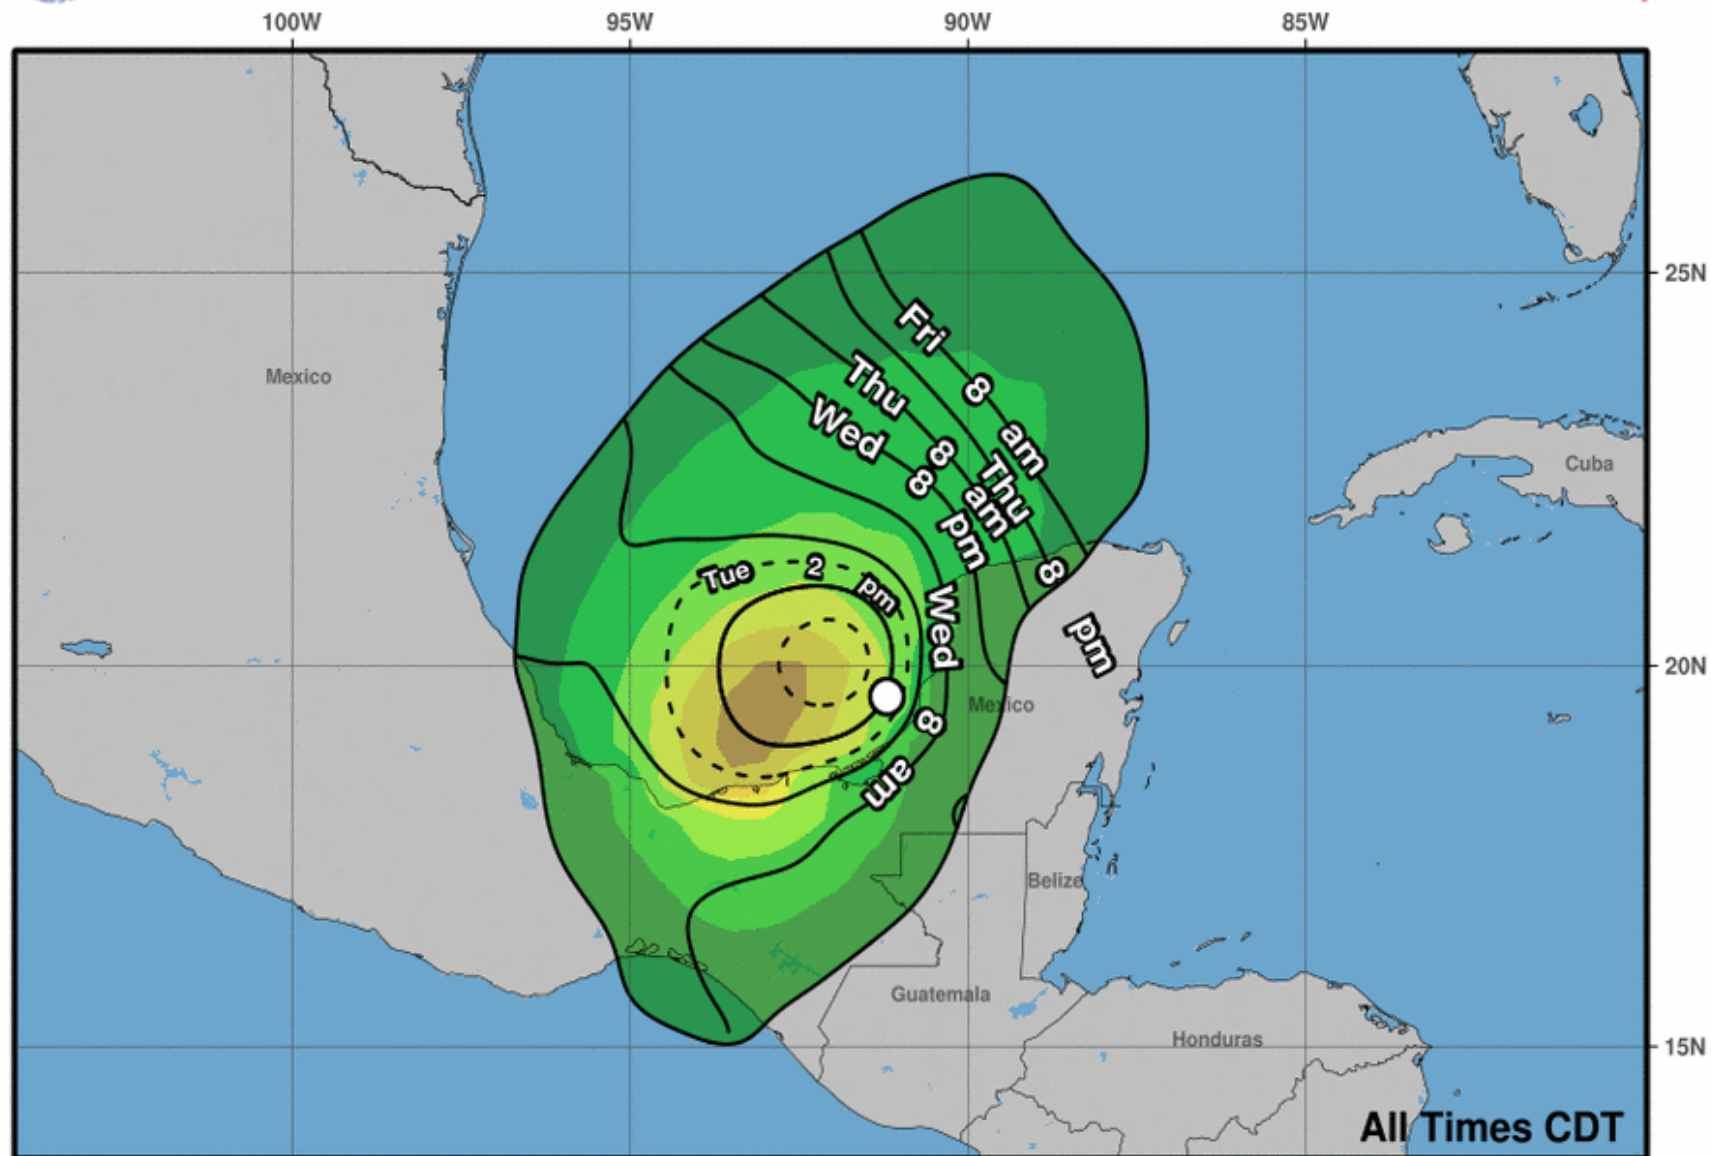 100W 95W 90W 85W
25N
20N
15N
Mexico
Cuba
Mexico
Belize
Guatemala
Honduras
Fri 8 am
Thu 8 pm
Thu 8 am
Wed 8 pm
Wed 8 am
Tue 2 pm
All Times CDT